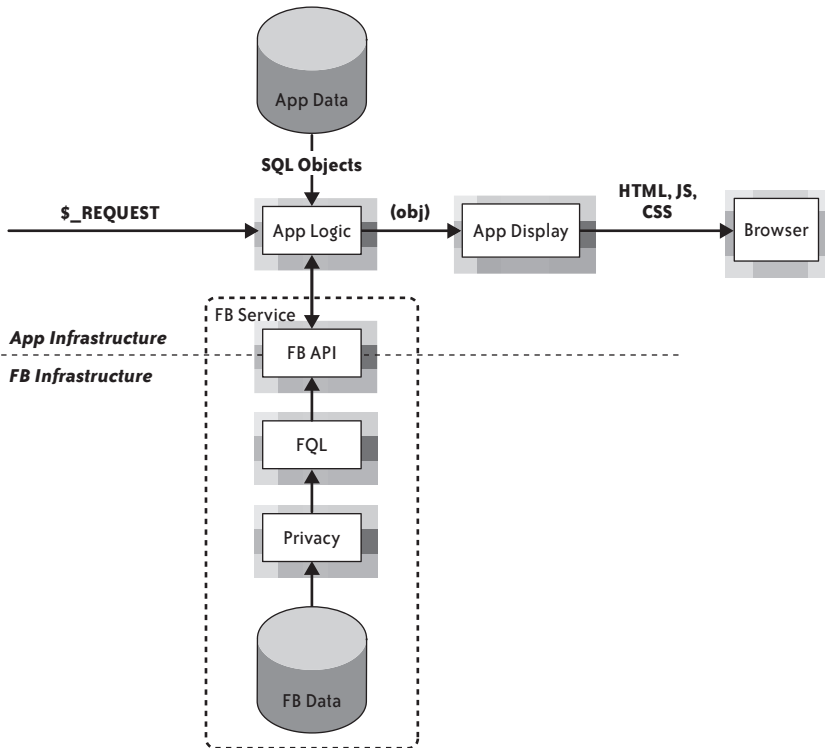 App Data
SQL Objects
$_REQUEST
App Logic
(obj)
App Display
HTML, JS,
CSS
Browser
FB Service
App Infrastructure
FB API
FB Infrastructure
FQL
Privacy
FB Data